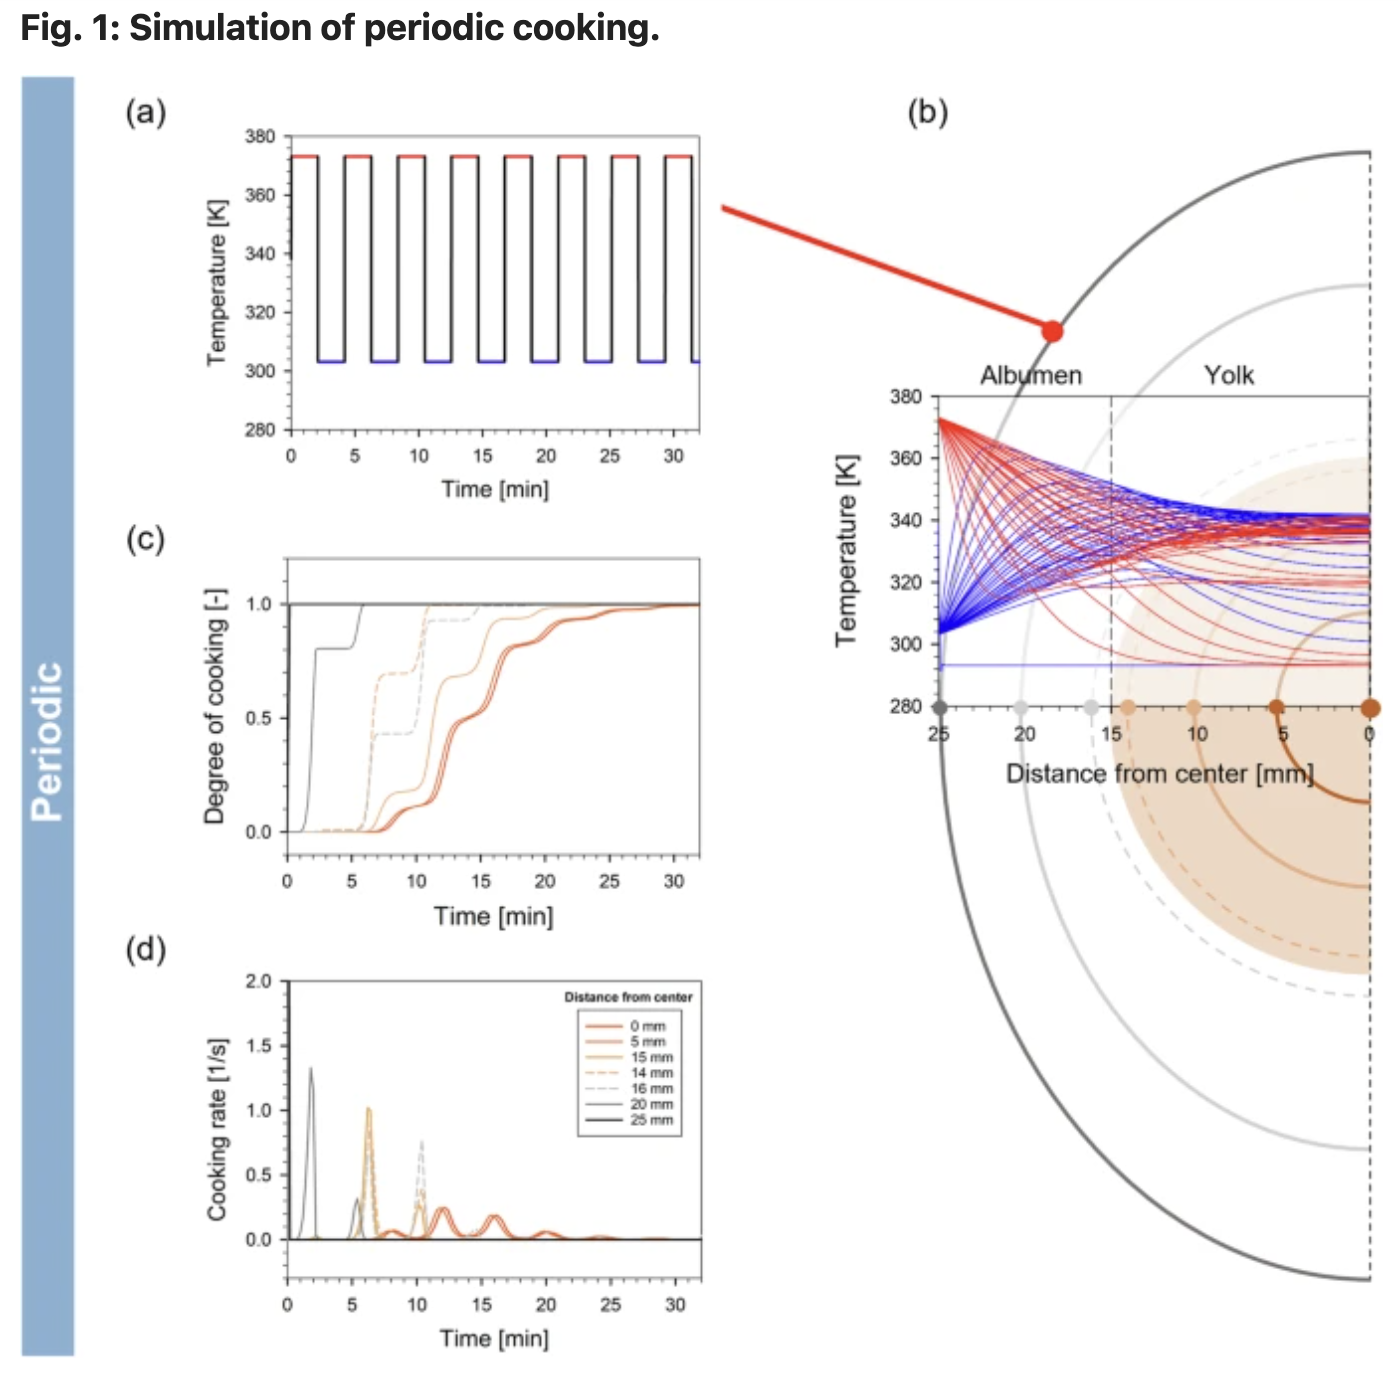 Fig. 1: Simulation of periodic cooking.
Periodic
(a)
380
360
340
320
300
280
Temperature [K]
0 5 10 15 20 25 30
Time [min]
(b)
Albumen Yolk
380
360
340
320
300
280
Temperature [K]
25 20 15 10 5 0
Distance from center [mm]
(c)
1.0
0.5
0.0
Degree of cooking [-]
0 5 10 15 20 25 30
Time [min]
(d)
2.0
1.5
1.0
0.5
0.0
Cooking rate [1/s]
Distance from center
0 mm
5 mm
15 mm
14 mm
16 mm
20 mm
25 mm
0 5 10 15 20 25 30
Time [min]